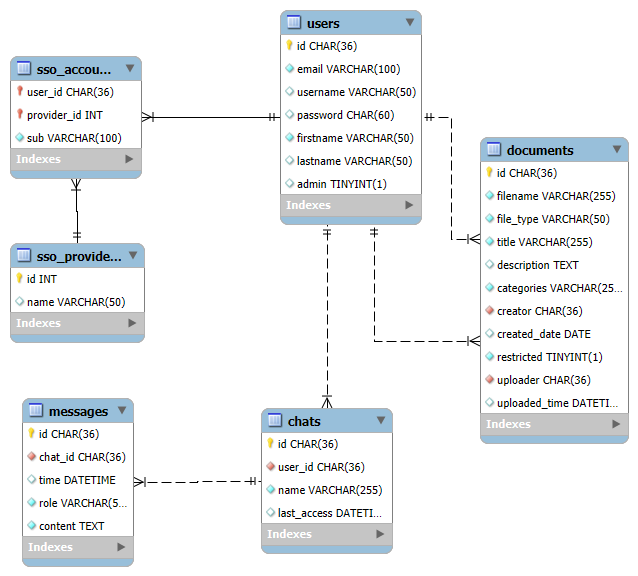 users
id CHAR(36)
email VARCHAR(100)
username VARCHAR(50)
password CHAR(60)
firstname VARCHAR(50)
lastname VARCHAR(50)
admin TINYINT(1)
Indexes
sso_accou...
user_id CHAR(36)
provider_id INT
sub VARCHAR(100)
Indexes
documents
id CHAR(36)
filename VARCHAR(255)
file_type VARCHAR(50)
title VARCHAR(255)
description TEXT
categories VARCHAR(25...
creator CHAR(36)
created_date DATE
restricted TINYINT(1)
uploader CHAR(36)
uploaded_time DATETI...
Indexes
sso_provide...
id INT
name VARCHAR(50)
Indexes
messages
id CHAR(36)
chat_id CHAR(36)
time DATETIME
role VARCHAR(5...
content TEXT
Indexes
chats
id CHAR(36)
user_id CHAR(36)
name VARCHAR(255)
last_access DATETI...
Indexes